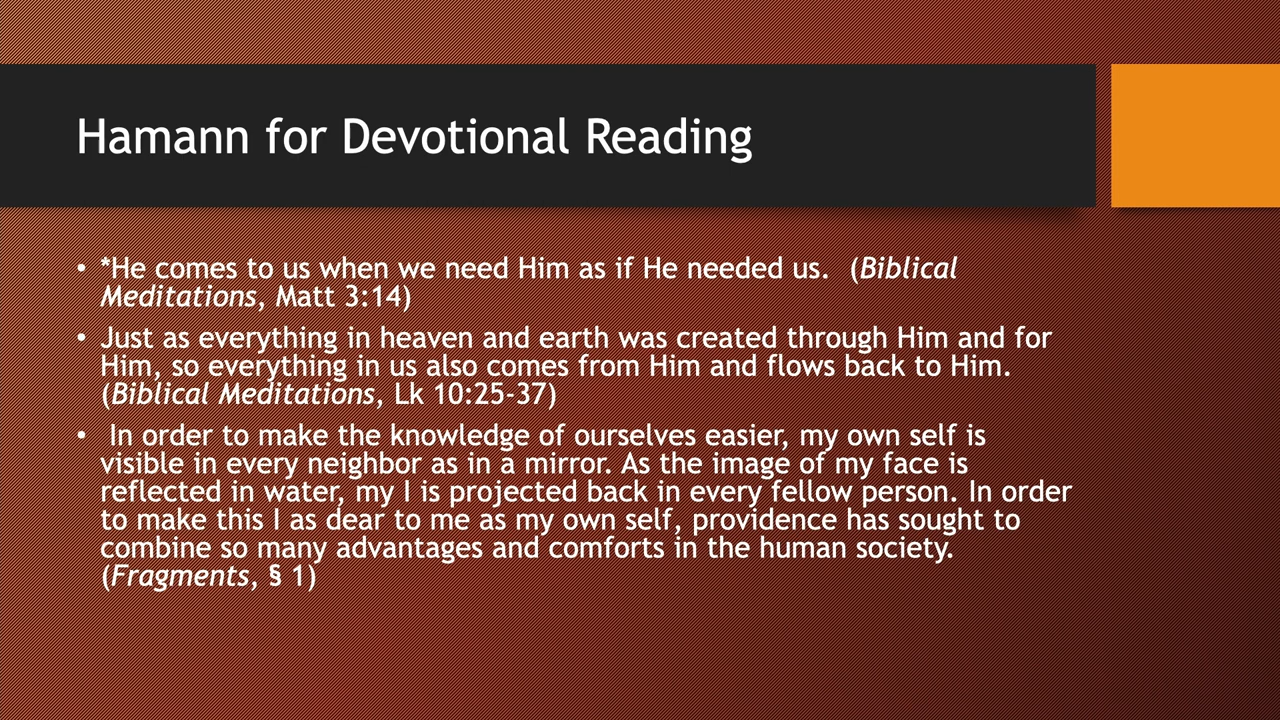 Hamann for Devotional Reading
• *He comes to us when we need Him as if He needed us.  (Biblical
Meditations, Matt 3:14)
• Just as everything in heaven and earth was created through Him and for
Him, so everything in us also comes from Him and flows back to Him.
(Biblical Meditations, Lk 10:25-37)
•  In order to make the knowledge of ourselves easier, my own self is
visible in every neighbor as in a mirror. As the image of my face is
reflected in water, my I is projected back in every fellow person. In order
to make this I as dear to me as my own self, providence has sought to
combine so many advantages and comforts in the human society.
(Fragments, § 1)